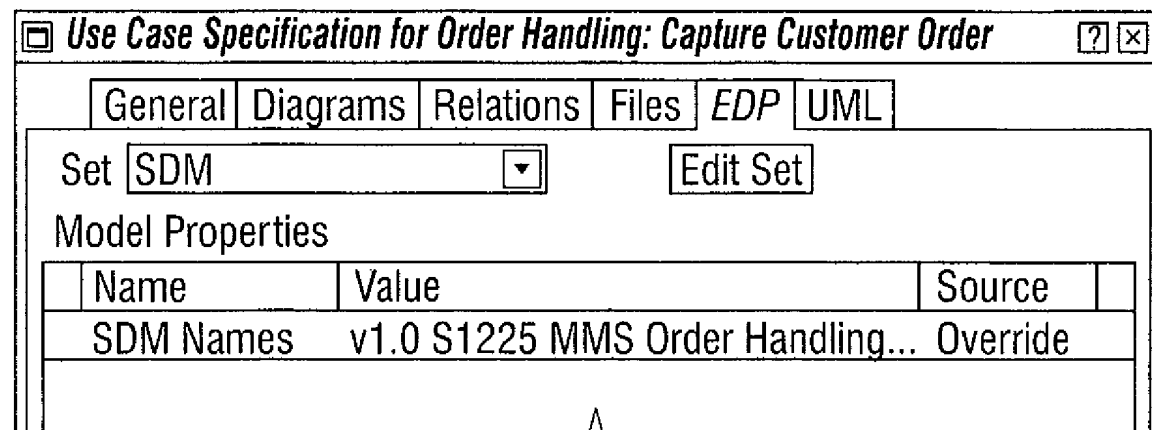 Use Case Specification for Order Handling: Capture Customer Order ? ×
General Diagrams Relations Files EDP UML
Set SDM Edit Set
Model Properties
Name Value Source
SDM Names v1.0 S1225 MMS Order Handling... Override